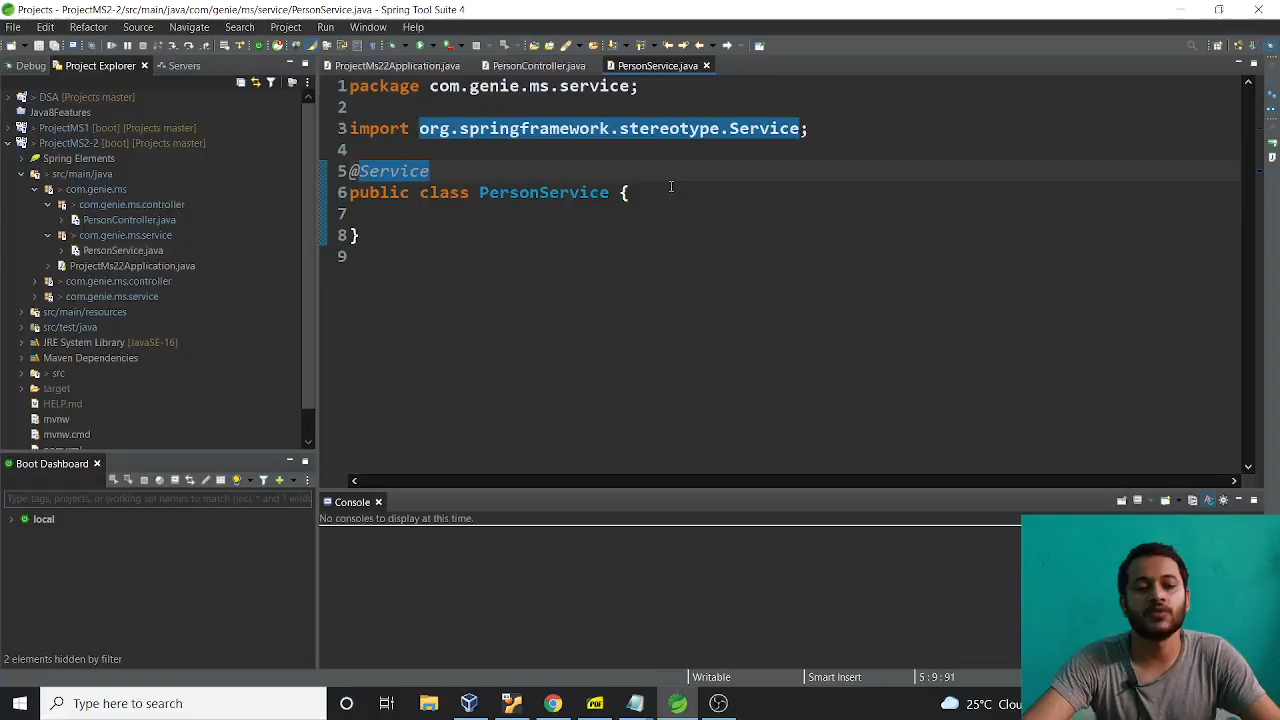 Projects - ProjectMS2-2/src/main/java/com/genie/ms/service/PersonService.java - Spring Tool Suite 4
File Edit Refactor Source Navigate Search Project Run Window Help
Debug Project Explorer Servers
ProjectMs22Application.java PersonController.java PersonService.java
> DSA [Projects master]
Java8Features
> ProjectMS1 [boot] [Projects master]
> ProjectMS2-2 [boot] [Projects master]
Spring Elements
> src/main/java
> com.genie.ms
> com.genie.ms.controller
> PersonController.java
> com.genie.ms.service
> PersonService.java
> ProjectMs22Application.java
> com.genie.ms.controller
> com.genie.ms.service
src/main/resources
src/test/java
JRE System Library [JavaSE-16]
Maven Dependencies
> src
target
HELP.md
mvnw
mvnw.cmd
1 package com.genie.ms.service;
2
3 import org.springframework.stereotype.Service;
4
5 @Service
6 public class PersonService {
7
8 }
9
Boot Dashboard
Type tags, projects, or working set names to match (incl. * and ? wild
local
2 elements hidden by filter
Console
No consoles to display at this time.
Writable Smart Insert 5 : 9 : 91
Type here to search
25°C Clou